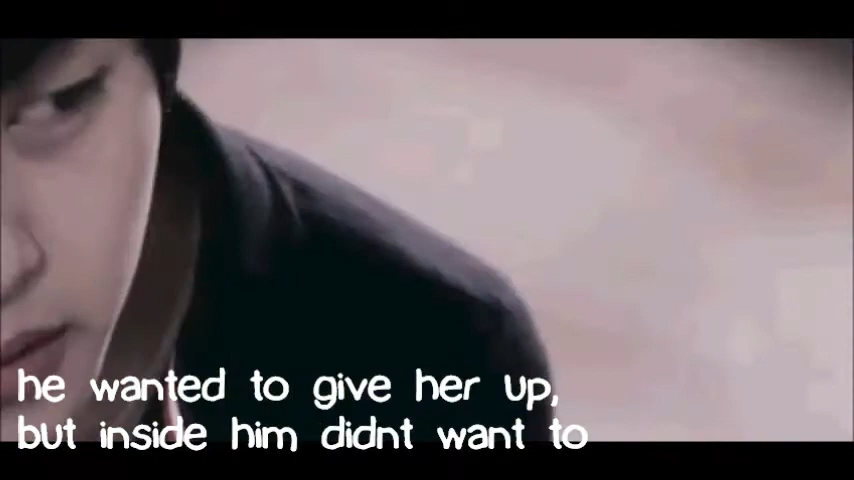 he wanted to give her up,
but inside him didnt want to